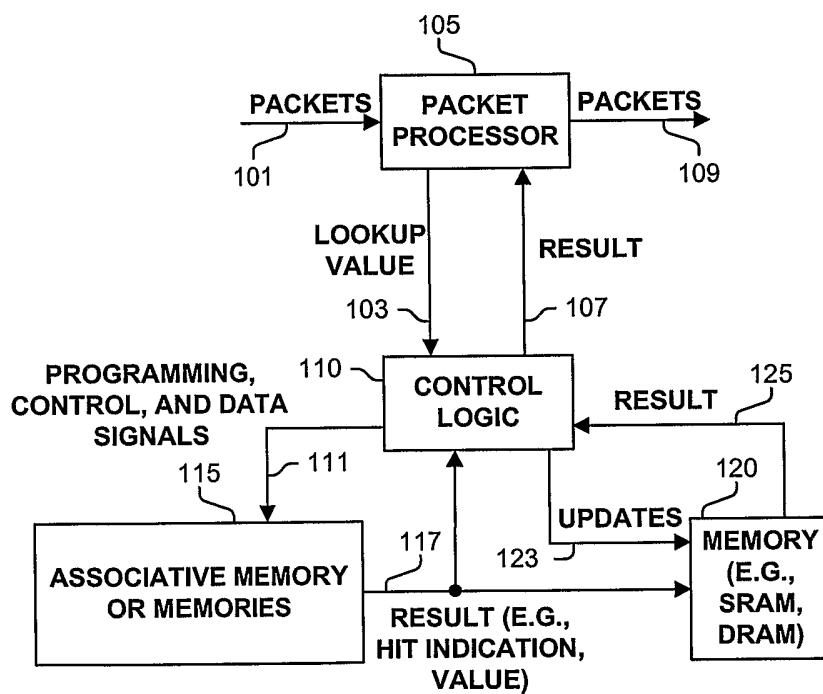 105
PACKETS
PACKET
PROCESSOR
PACKETS
101
109
LOOKUP
VALUE
RESULT
103
107
PROGRAMMING,
CONTROL, AND DATA
SIGNALS
110
CONTROL
LOGIC
RESULT
125
111
115
120
UPDATES
123
ASSOCIATIVE MEMORY
OR MEMORIES
117
RESULT (E.G.,
HIT INDICATION,
VALUE)
MEMORY
(E.G.,
SRAM,
DRAM)